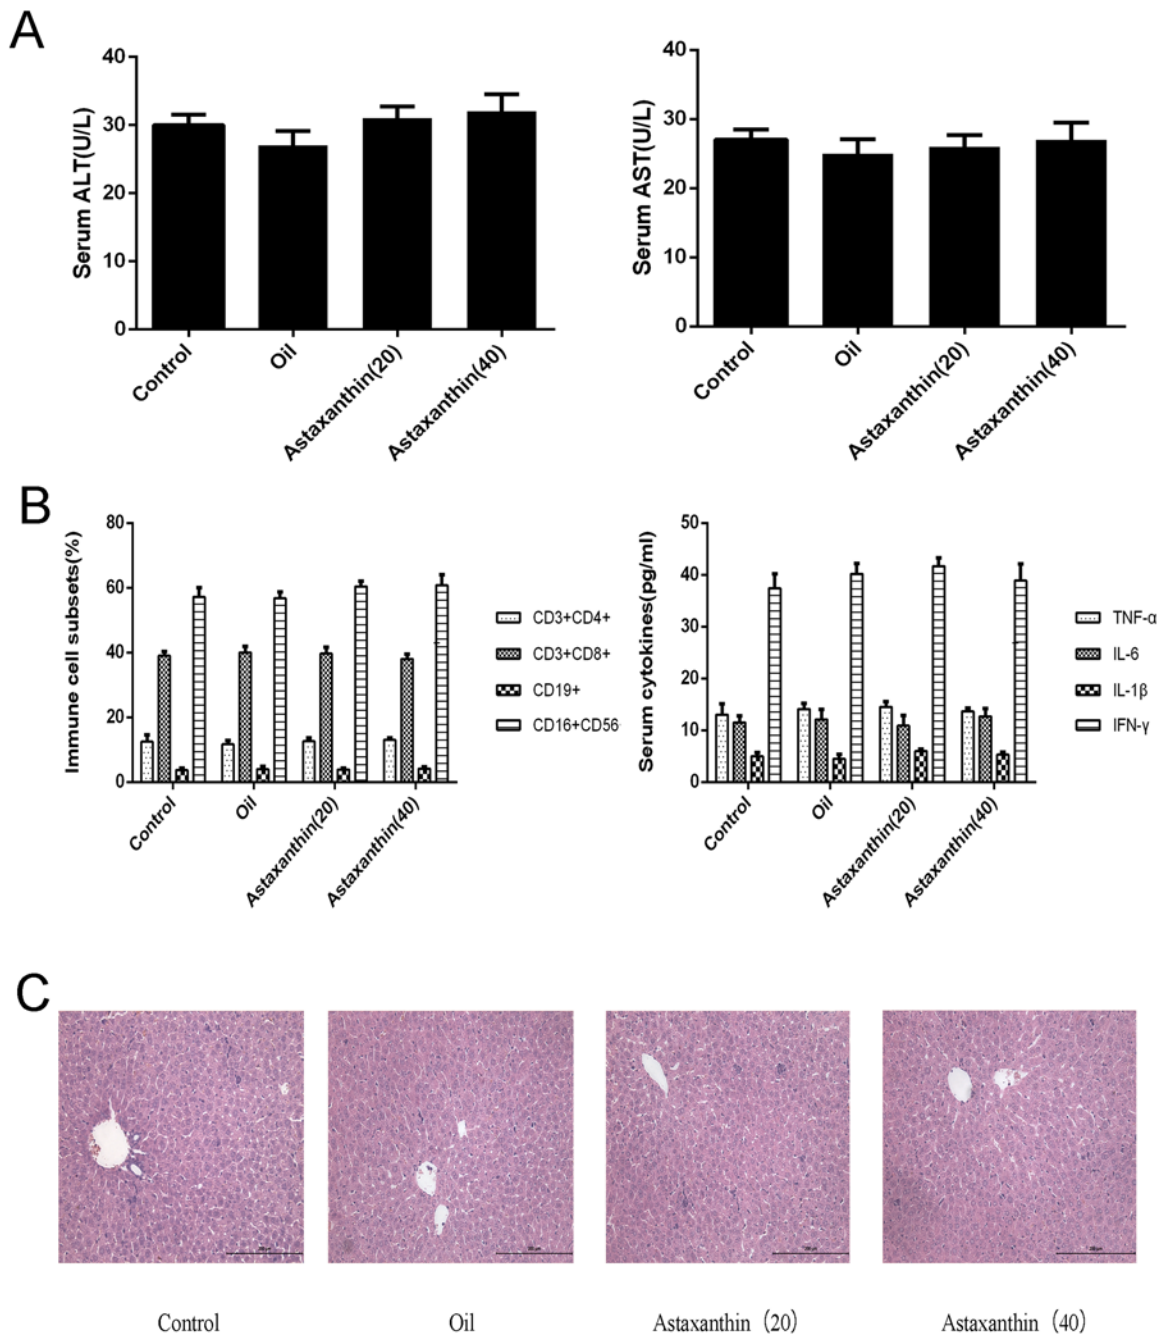 A
Serum ALT(U/L)
40
30
20
10
0
Control
Oil
Astaxanthin(20)
Astaxanthin(40)
Serum AST(U/L)
40
30
20
10
0
Control
Oil
Astaxanthin(20)
Astaxanthin(40)
B
Immune cell subsets(%)
80
60
40
20
0
Control
Oil
Astaxanthin(20)
Astaxanthin(40)
CD3+CD4+
CD3+CD8+
CD19+
CD16+CD56
Serum cytokines(pg/ml)
50
40
30
20
10
0
Control
Oil
Astaxanthin(20)
Astaxanthin(40)
TNF-α
IL-6
IL-1β
IFN-γ
C
Control
Oil
Astaxanthin (20)
Astaxanthin (40)